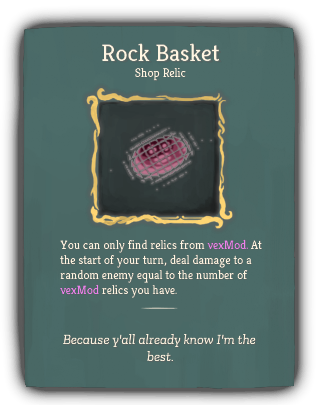 Rock Basket
Shop Relic
You can only find relics from vexMod. At
the start of your turn, deal damage to a
random enemy equal to the number of
vexMod relics you have.
Because y'all already know I'm the
best.